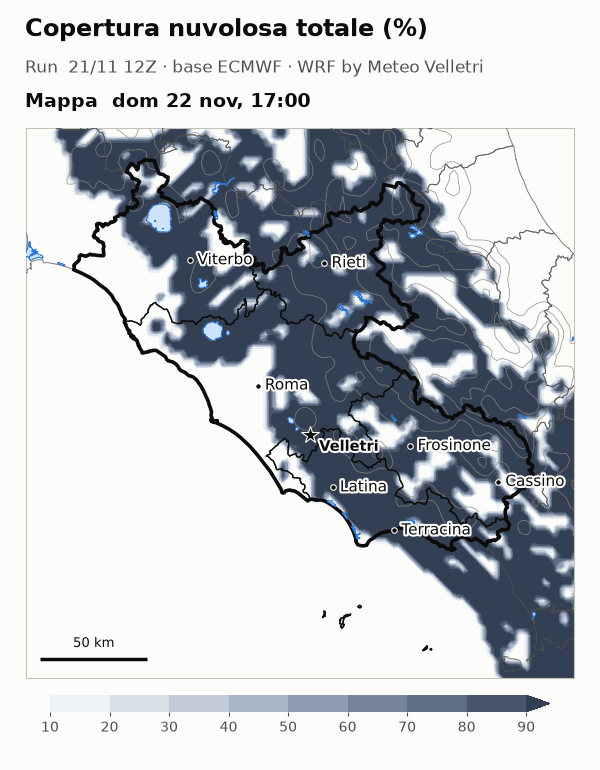 Copertura nuvolosa totale (%)
Run 21/11 12Z · base ECMWF · WRF by Meteo Velletri
Mappa dom 22 nov, 17:00
Viterbo
Rieti
Roma
Velletri
Frosinone
Cassino
Latina
Terracina
50 km
10 20 30 40 50 60 70 80 90